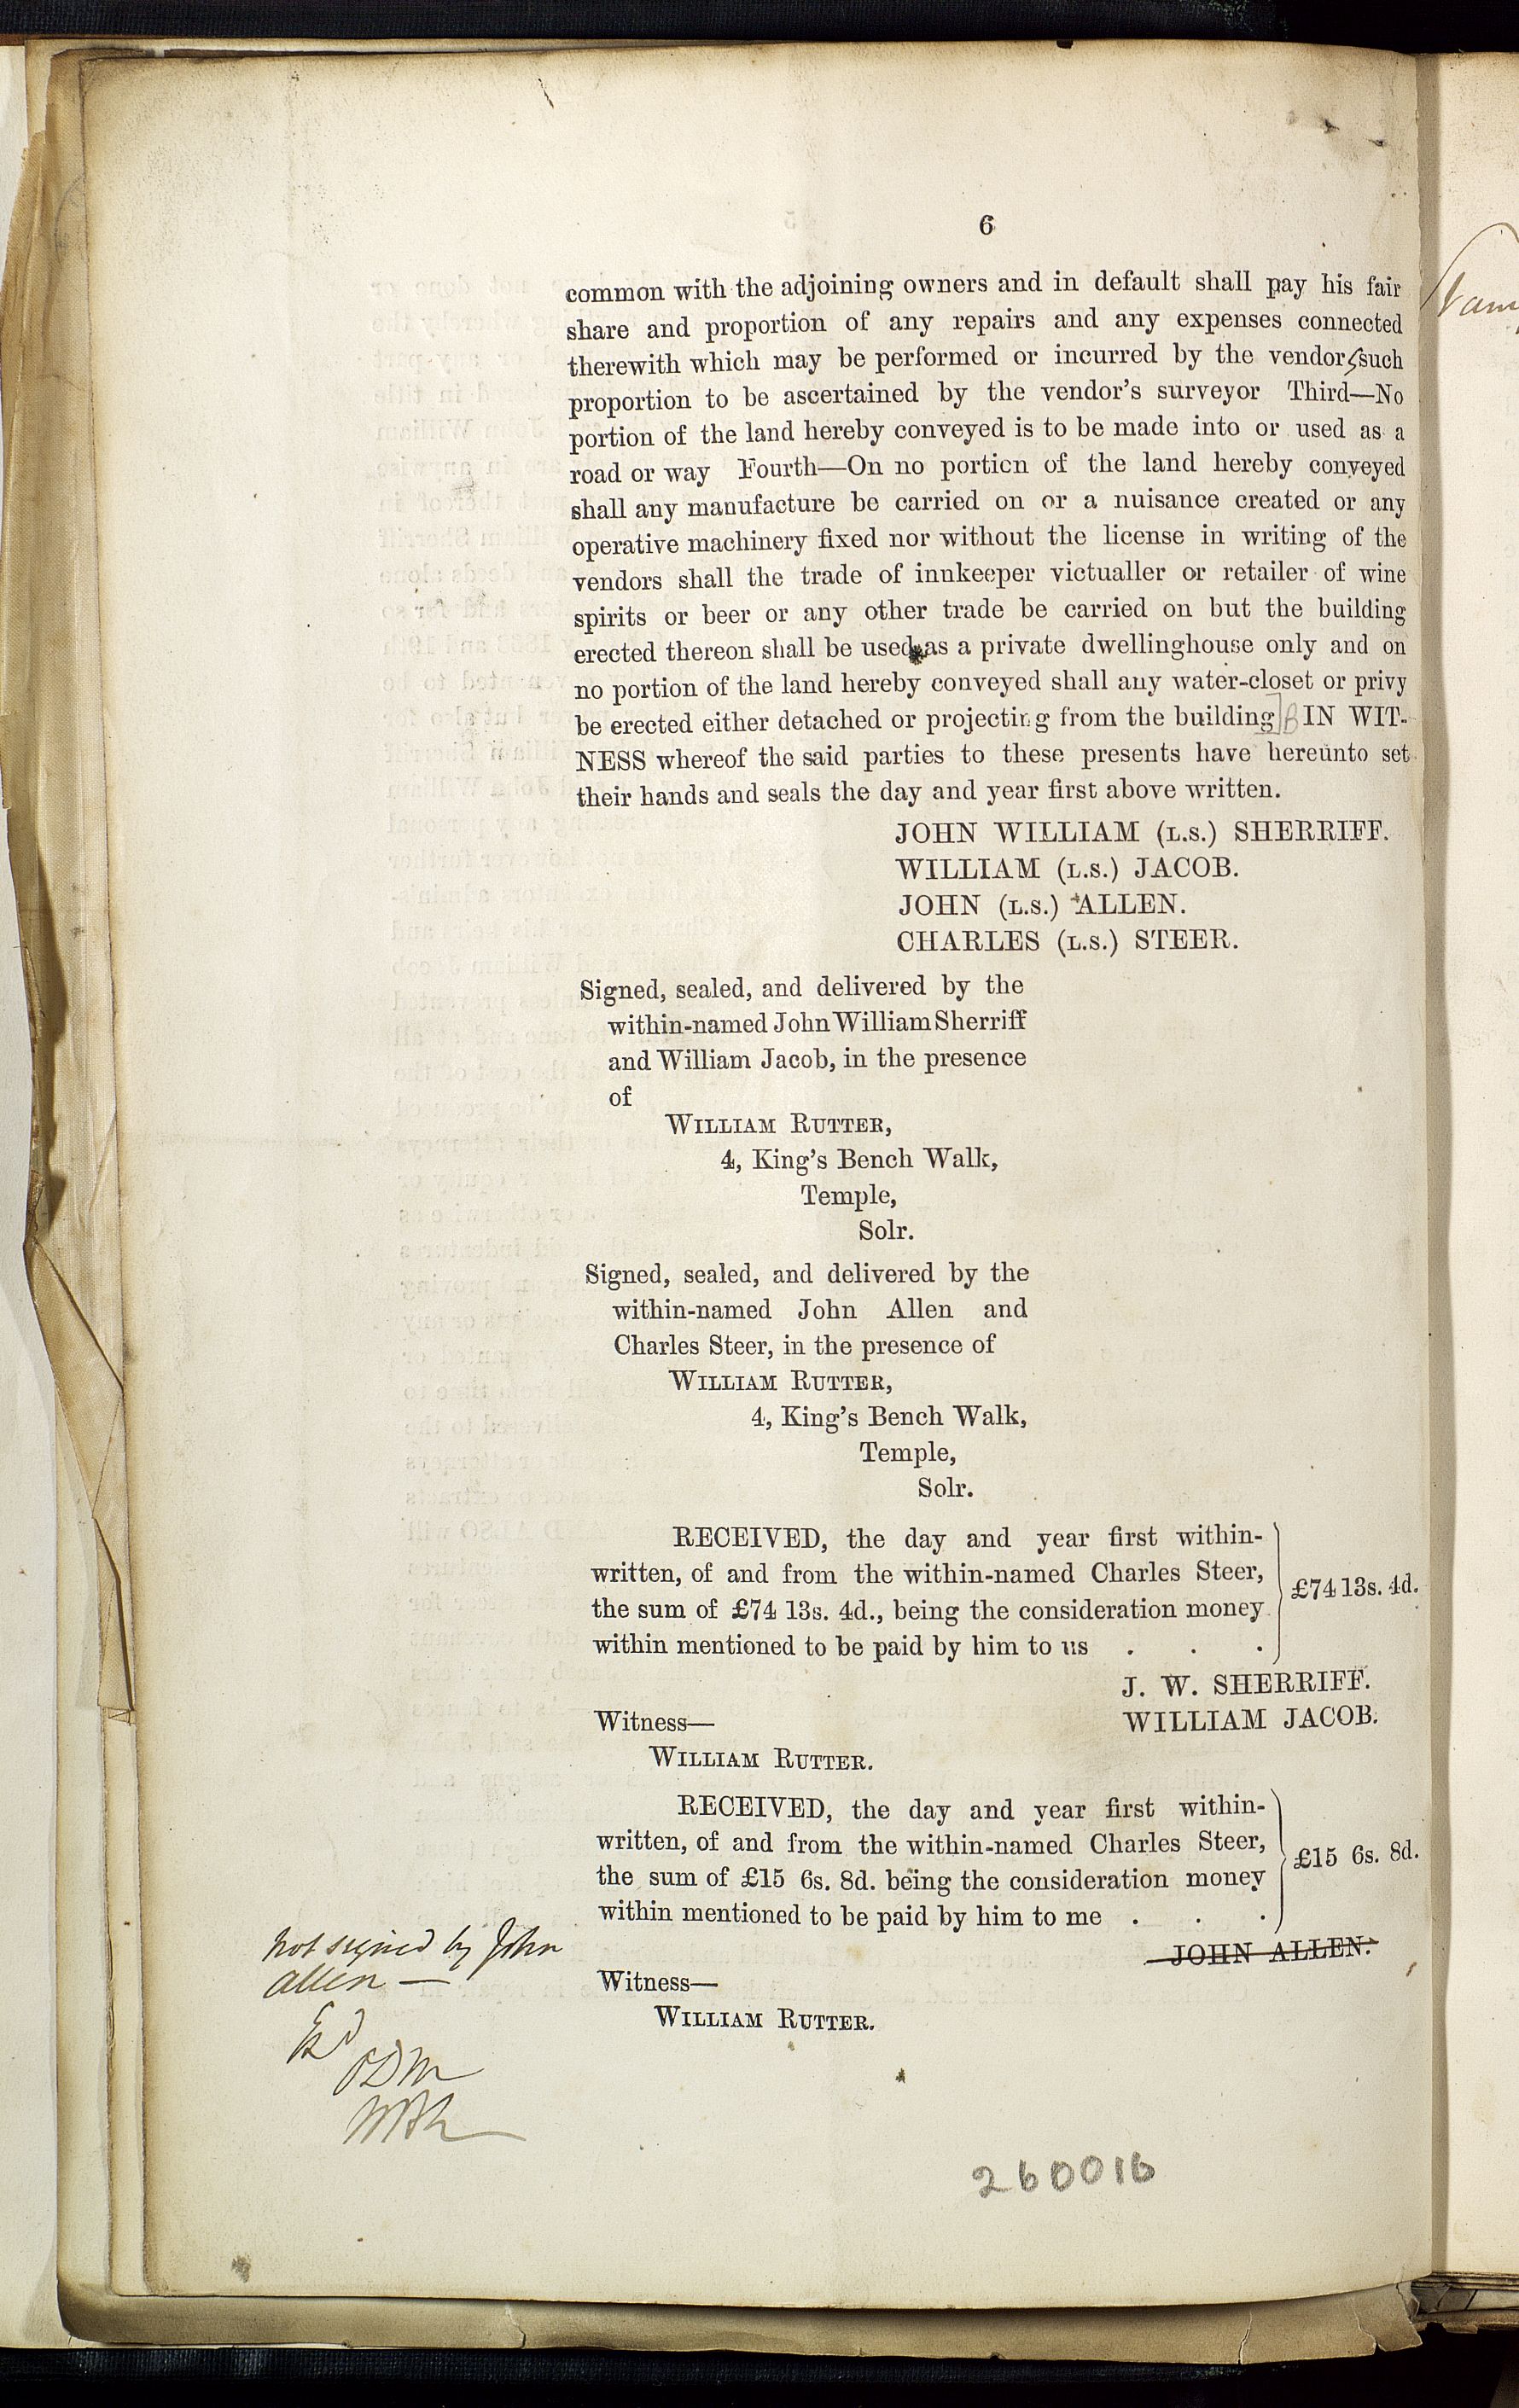 6
common with the adjoining owners and in default shall pay his fair
share and proportion of any repairs and any expenses connected
therewith which may be performed or incurred by the vendors such
proportion to be ascertained by the vendor's surveyor Third—No
portion of the land hereby conveyed is to be made into or used as a
road or way Fourth—On no portion of the land hereby conveyed
shall any manufacture be carried on or a nuisance created or any
operative machinery fixed nor without the license in writing of the
vendors shall the trade of innkeeper victualler or retailer of wine
spirits or beer or any other trade be carried on but the building
erected thereon shall be used as a private dwellinghouse only and on
no portion of the land hereby conveyed shall any water-closet or privy
be erected either detached or projecting from the building] B IN WIT-
NESS whereof the said parties to these presents have hereunto set
their hands and seals the day and year first above written.
JOHN WILLIAM (L.S.) SHERRIFF.
WILLIAM (L.S.) JACOB.
JOHN (L.S.) ALLEN.
CHARLES (L.S.) STEER.
Signed, sealed, and delivered by the
within-named John William Sherriff
and William Jacob, in the presence
of
WILLIAM RUTTER,
4, King's Bench Walk,
Temple,
Solr.
Signed, sealed, and delivered by the
within-named John Allen and
Charles Steer, in the presence of
WILLIAM RUTTER,
4, King's Bench Walk,
Temple,
Solr.
RECEIVED, the day and year first within-
written, of and from the within-named Charles Steer,
the sum of £74 13s. 4d., being the consideration money
within mentioned to be paid by him to us . . .
£74 13s. 4d.
J. W. SHERRIFF.
WILLIAM JACOB.
Witness—
WILLIAM RUTTER.
RECEIVED, the day and year first within-
written, of and from the within-named Charles Steer,
the sum of £15 6s. 8d. being the consideration money
within mentioned to be paid by him to me . . .
£15 6s. 8d.
JOHN ALLEN.
Witness—
WILLIAM RUTTER.
not signed by John
Allen —
260016